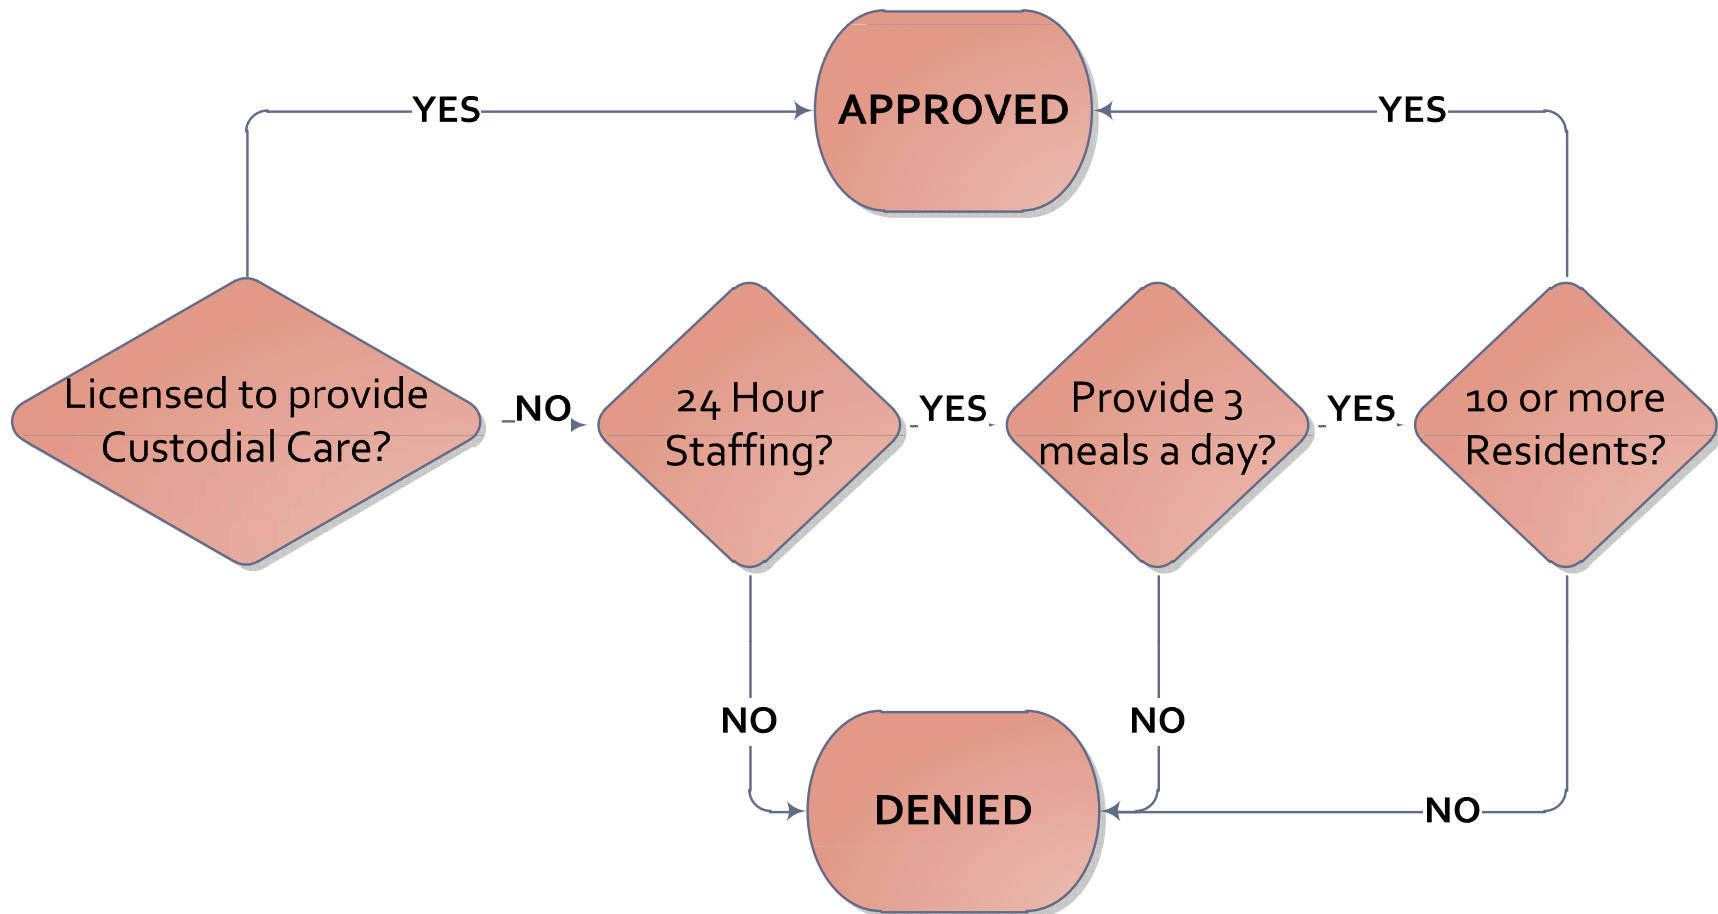 APPROVED
YES
YES
Licensed to provide
Custodial Care?
NO
24 Hour
Staffing?
YES
Provide 3
meals a day?
YES
10 or more
Residents?
NO
NO
DENIED
NO